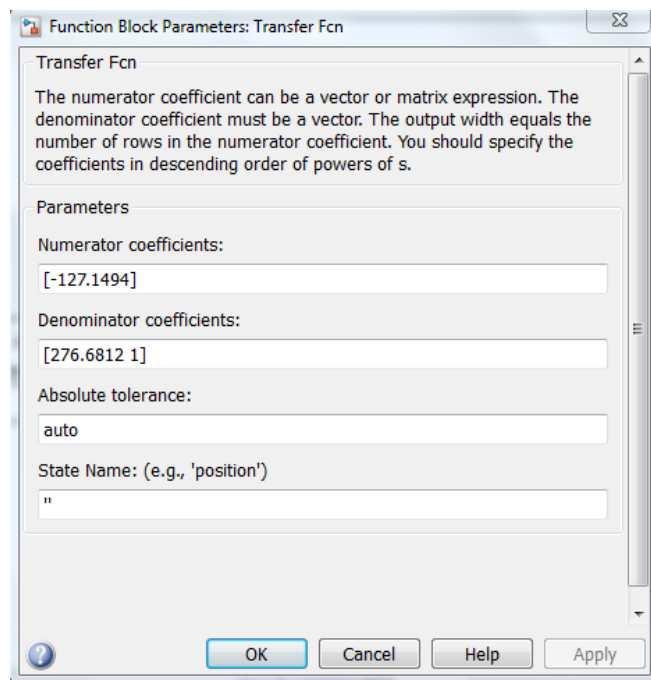 Function Block Parameters: Transfer Fcn
Transfer Fcn
The numerator coefficient can be a vector or matrix expression. The
denominator coefficient must be a vector. The output width equals the
number of rows in the numerator coefficient. You should specify the
coefficients in descending order of powers of s.
Parameters
Numerator coefficients:
[-127.1494]
Denominator coefficients:
[276.6812 1]
Absolute tolerance:
auto
State Name: (e.g., 'position')
''
OK Cancel Help Apply